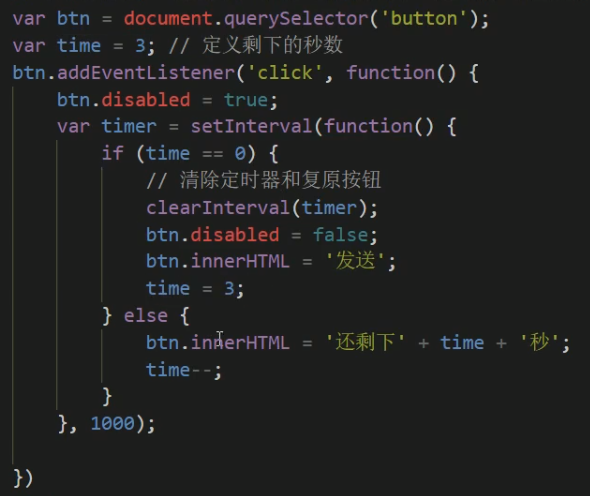 var btn = document.querySelector('button');
var time = 3; // 定义剩下的秒数
btn.addEventListener('click', function() {
    btn.disabled = true;
    var timer = setInterval(function() {
        if (time == 0) {
            // 清除定时器和复原按钮
            clearInterval(timer);
            btn.disabled = false;
            btn.innerHTML = '发送';
            time = 3;
        } else {
            btn.innerHTML = '还剩下' + time + '秒';
            time--;
        }
    }, 1000);
})